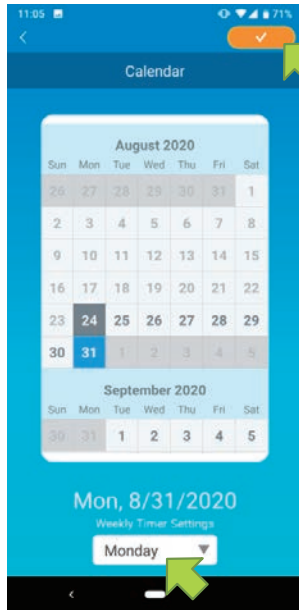 11:05 71%
Calendar
August 2020
Sun Mon Tue Wed Thu Fri Sat
26 27 28 29 30 31 1
2 3 4 5 6 7 8
9 10 11 12 13 14 15
16 17 18 19 20 21 22
23 24 25 26 27 28 29
30 31 1 2 3 4 5
September 2020
Sun Mon Tue Wed Thu Fri Sat
30 31 1 2 3 4 5
Mon, 8/31/2020
Weekly Timer Settings
Monday